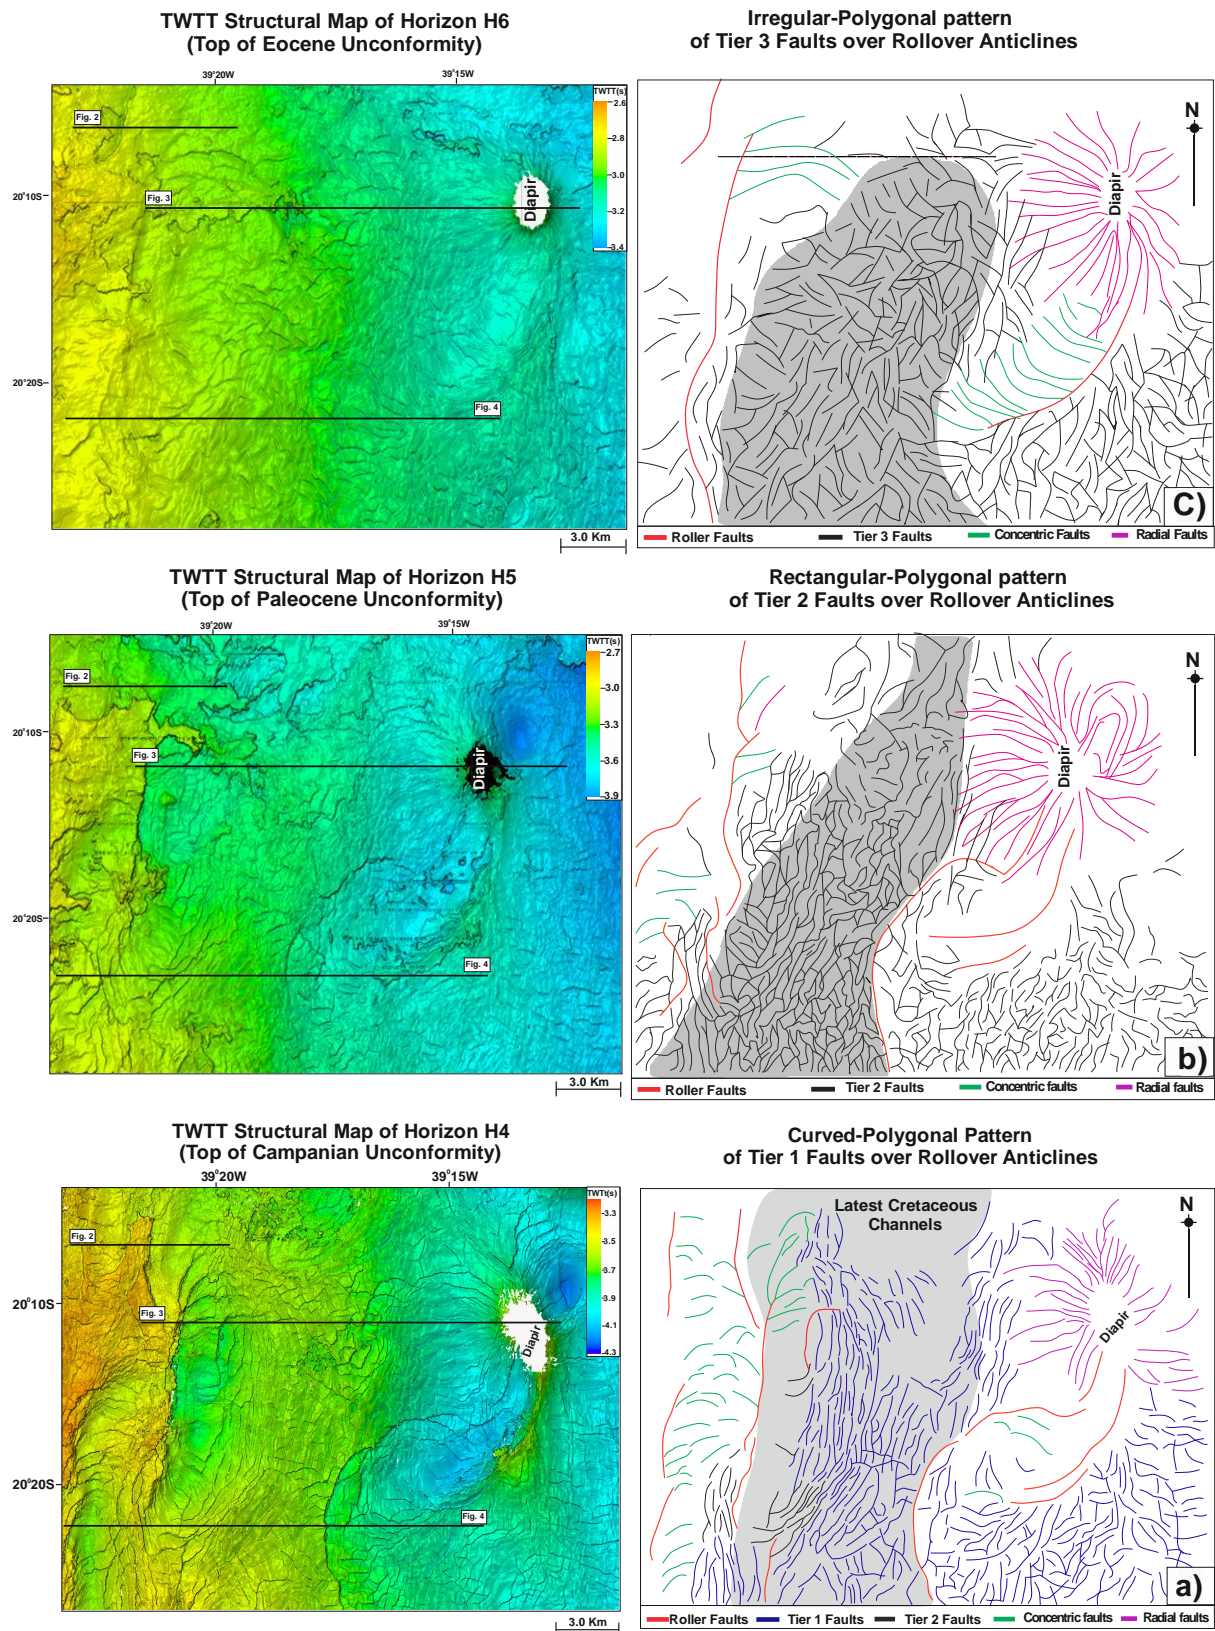 TWTT Structural Map of Horizon H6
(Top of Eocene Unconformity)
39°20W
39°15W
TWTT(s)
-2.6
-2.8
-3.0
-3.2
-3.4
Fig. 2
20°10S
Fig. 3
Diapir
20°20S
Fig. 4
3.0 Km
Irregular-Polygonal pattern
of Tier 3 Faults over Rollover Anticlines
N
Diapir
C)
Roller Faults
Tier 3 Faults
Concentric Faults
Radial Faults
TWTT Structural Map of Horizon H5
(Top of Paleocene Unconformity)
39°20W
39°15W
TWTT(s)
-2.7
-3.0
-3.3
-3.6
-3.9
Fig. 2
20°10S
Fig. 3
Diapir
20°20S
Fig. 4
3.0 Km
Rectangular-Polygonal pattern
of Tier 2 Faults over Rollover Anticlines
N
Diapir
b)
Roller Faults
Tier 2 Faults
Concentric faults
Radial faults
TWTT Structural Map of Horizon H4
(Top of Campanian Unconformity)
39°20W
39°15W
TWTt(s)
-3.3
-3.5
-3.7
-3.9
-4.1
-4.3
Fig. 2
20°10S
Fig. 3
Diapir
20°20S
Fig. 4
3.0 Km
Curved-Polygonal Pattern
of Tier 1 Faults over Rollover Anticlines
Latest Cretaceous
Channels
N
Diapir
a)
Roller Faults
Tier 1 Faults
Tier 2 Faults
Concentric faults
Radial faults